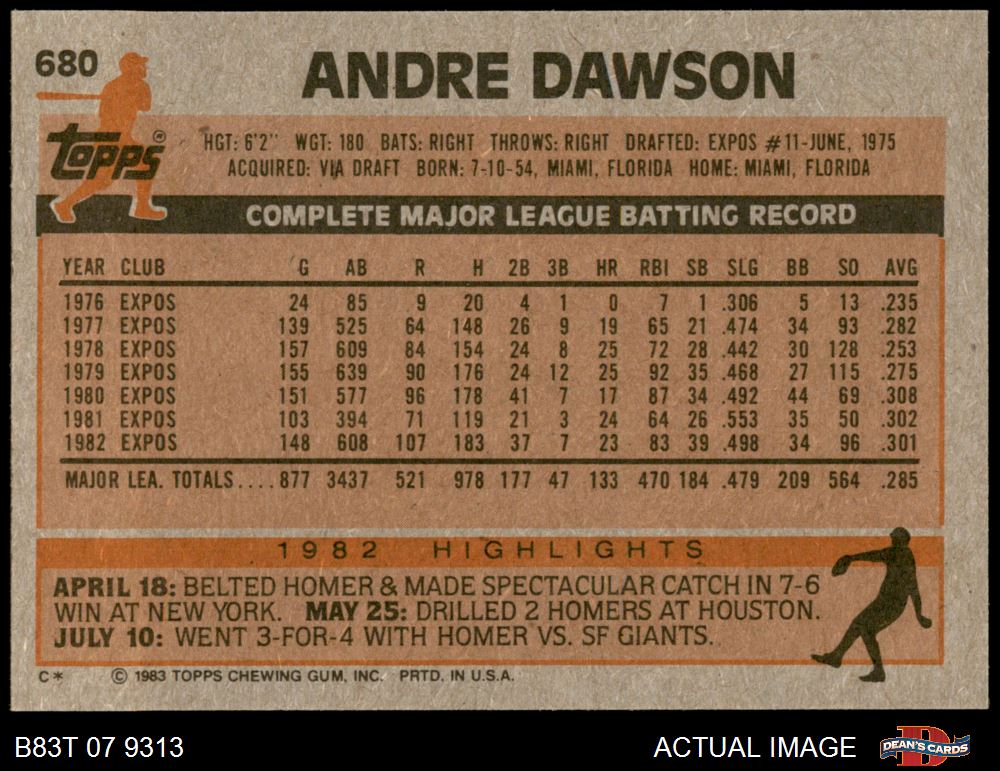 680
ANDRE DAWSON
topps®
HGT: 6'2" WGT: 180 BATS: RIGHT THROWS: RIGHT DRAFTED: EXPOS #11-JUNE, 1975
ACQUIRED: VIA DRAFT BORN: 7-10-54, MIAMI, FLORIDA HOME: MIAMI, FLORIDA
COMPLETE MAJOR LEAGUE BATTING RECORD
YEAR CLUB G AB R H 2B 3B HR RBI SB SLG BB SO AVG
1976 EXPOS 24 85 9 20 4 1 0 7 1 .306 5 13 .235
1977 EXPOS 139 525 64 148 26 9 19 65 21 .474 34 93 .282
1978 EXPOS 157 609 84 154 24 8 25 72 28 .442 30 128 .253
1979 EXPOS 155 639 90 176 24 12 25 92 35 .468 27 115 .275
1980 EXPOS 151 577 96 178 41 7 17 87 34 .492 44 69 .308
1981 EXPOS 103 394 71 119 21 3 24 64 26 .553 35 50 .302
1982 EXPOS 148 608 107 183 37 7 23 83 39 .498 34 96 .301
MAJOR LEA. TOTALS....877 3437 521 978 177 47 133 470 184 .479 209 564 .285
1982 HIGHLIGHTS
APRIL 18: BELTED HOMER & MADE SPECTACULAR CATCH IN 7-6
WIN AT NEW YORK. MAY 25: DRILLED 2 HOMERS AT HOUSTON.
JULY 10: WENT 3-FOR-4 WITH HOMER VS. SF GIANTS.
C* © 1983 TOPPS CHEWING GUM, INC. PRTD. IN U.S.A.
B83T 07 9313 ACTUAL IMAGE DEAN'S CARDS